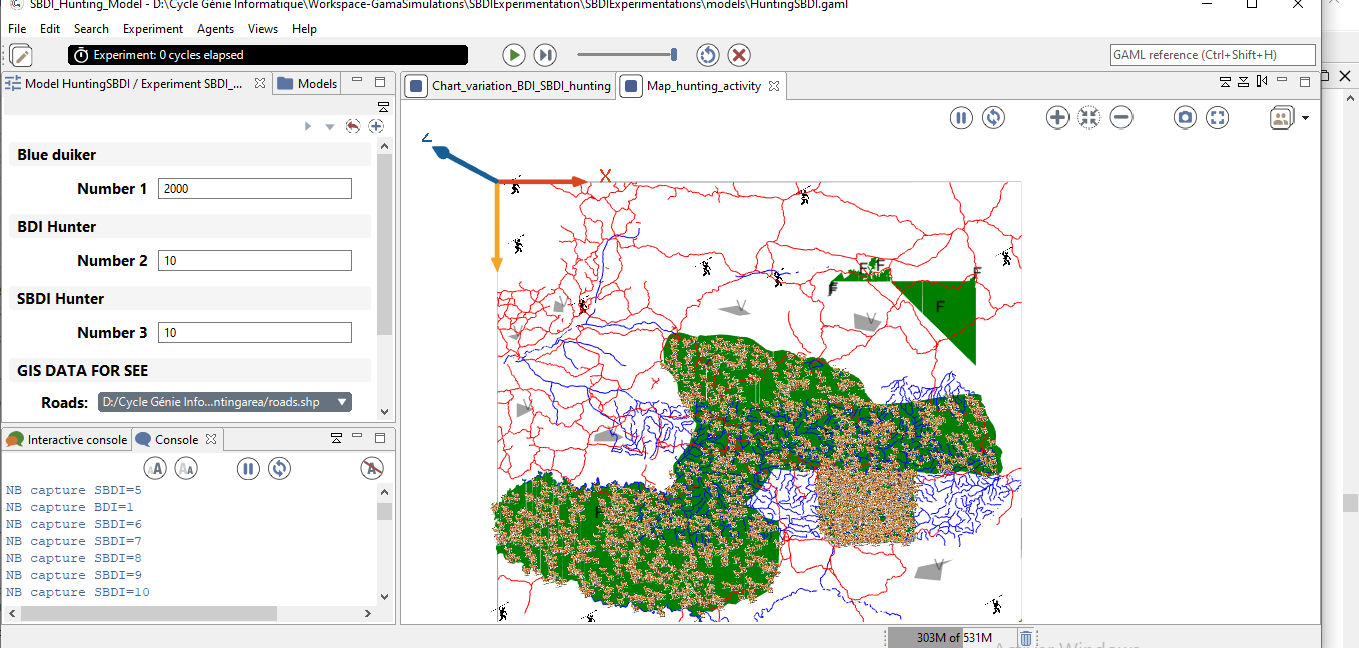 SBDI_Hunting_Model - D:\Cycle Génie Informatique\Workspace-GamaSimulations\SBDIExperimentation\SBDIExperimentations\models\HuntingSBDI.gaml
File Edit Search Experiment Agents Views Help
Experiment: 0 cycles elapsed
GAML reference (Ctrl+Shift+H)
Model HuntingSBDI / Experiment SBDI_...
Models
Chart_variation_BDI_SBDI_hunting
Map_hunting_activity
Blue duiker
Number 1 2000
BDI Hunter
Number 2 10
SBDI Hunter
Number 3 10
GIS DATA FOR SEE
Roads: D:/Cycle Génie Info...ntingarea/roads.shp
Interactive console
Console
NB capture SBDI=5
NB capture BDI=1
NB capture SBDI=6
NB capture SBDI=7
NB capture SBDI=8
NB capture SBDI=9
NB capture SBDI=10
Z
X
F F F
F
F
V V V
V
V
V
F
V
303M of 531M